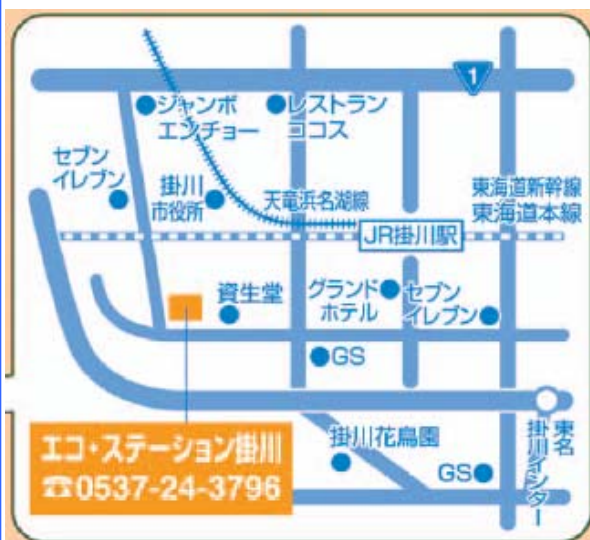 1
ジャンボ
エンチョー
レストラン
ココス
セブン
イレブン
掛川
市役所
天竜浜名湖線
東海道新幹線
東海道本線
JR掛川駅
資生堂
グランド
ホテル
セブン
イレブン
GS
エコ・ステーション掛川
☎0537-24-3796
掛川花鳥園
GS
東名
掛川インター